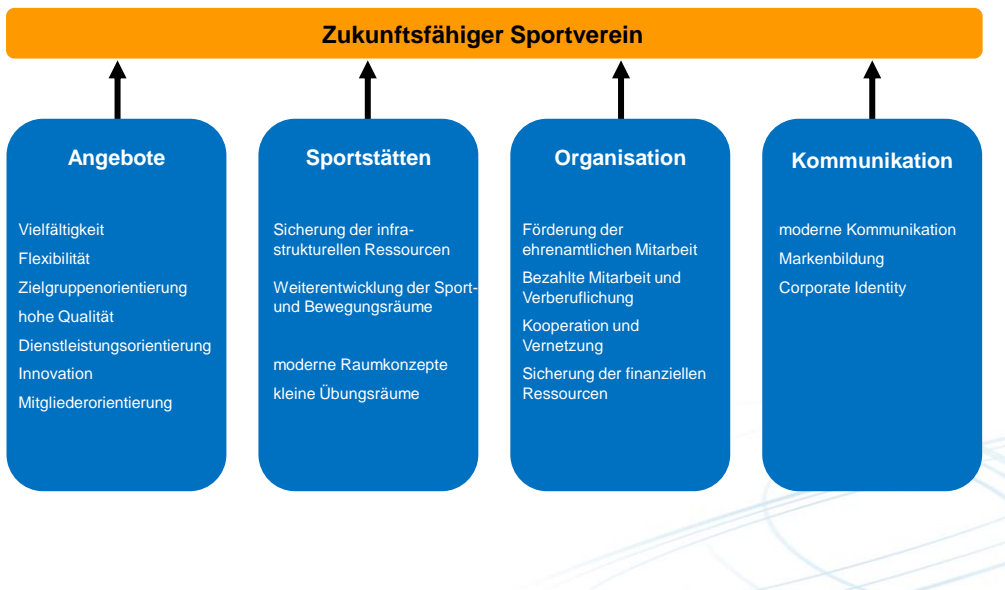 Zukunftsfähiger Sportverein
Angebote
Vielfältigkeit
Flexibilität
Zielgruppenorientierung
hohe Qualität
Dienstleistungsorientierung
Innovation
Mitgliederorientierung
Sportstätten
Sicherung der infra-
strukturellen Ressourcen
Weiterentwicklung der Sport-
und Bewegungsräume
moderne Raumkonzepte
kleine Übungsräume
Organisation
Förderung der
ehrenamtlichen Mitarbeit
Bezahlte Mitarbeit und
Verberuflichung
Kooperation und
Vernetzung
Sicherung der finanziellen
Ressourcen
Kommunikation
moderne Kommunikation
Markenbildung
Corporate Identity